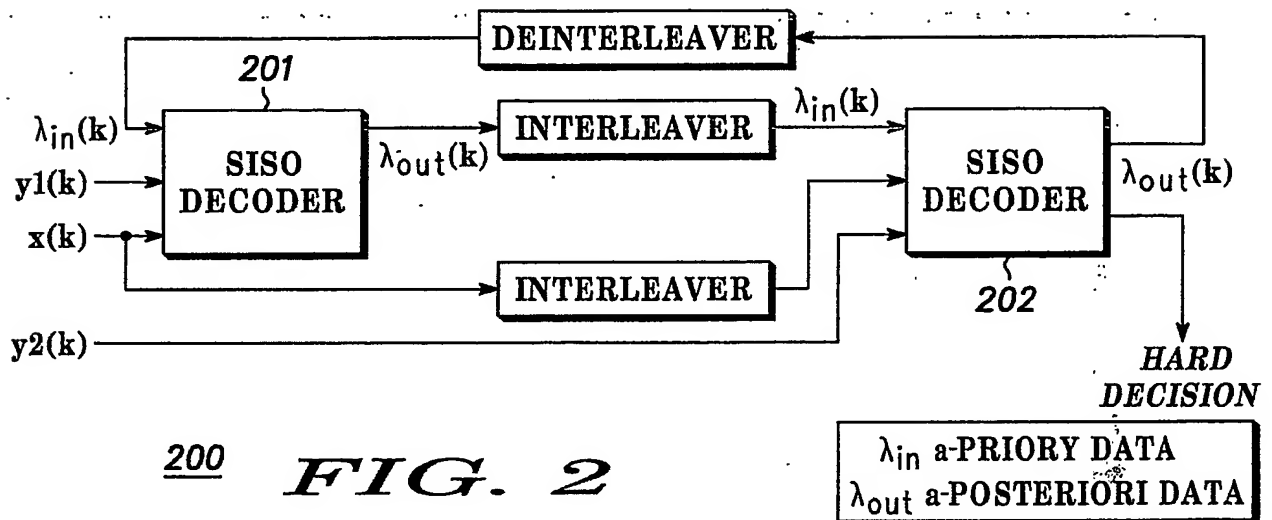 DEINTERLEAVER
201
λin(k)
SISO
DECODER
λout(k)
INTERLEAVER
λin(k)
y1(k)
x(k)
SISO
DECODER
λout(k)
INTERLEAVER
202
y2(k)
HARD
DECISION
200 FIG. 2
λin a-PRIORY DATA
λout a-POSTERIORI DATA